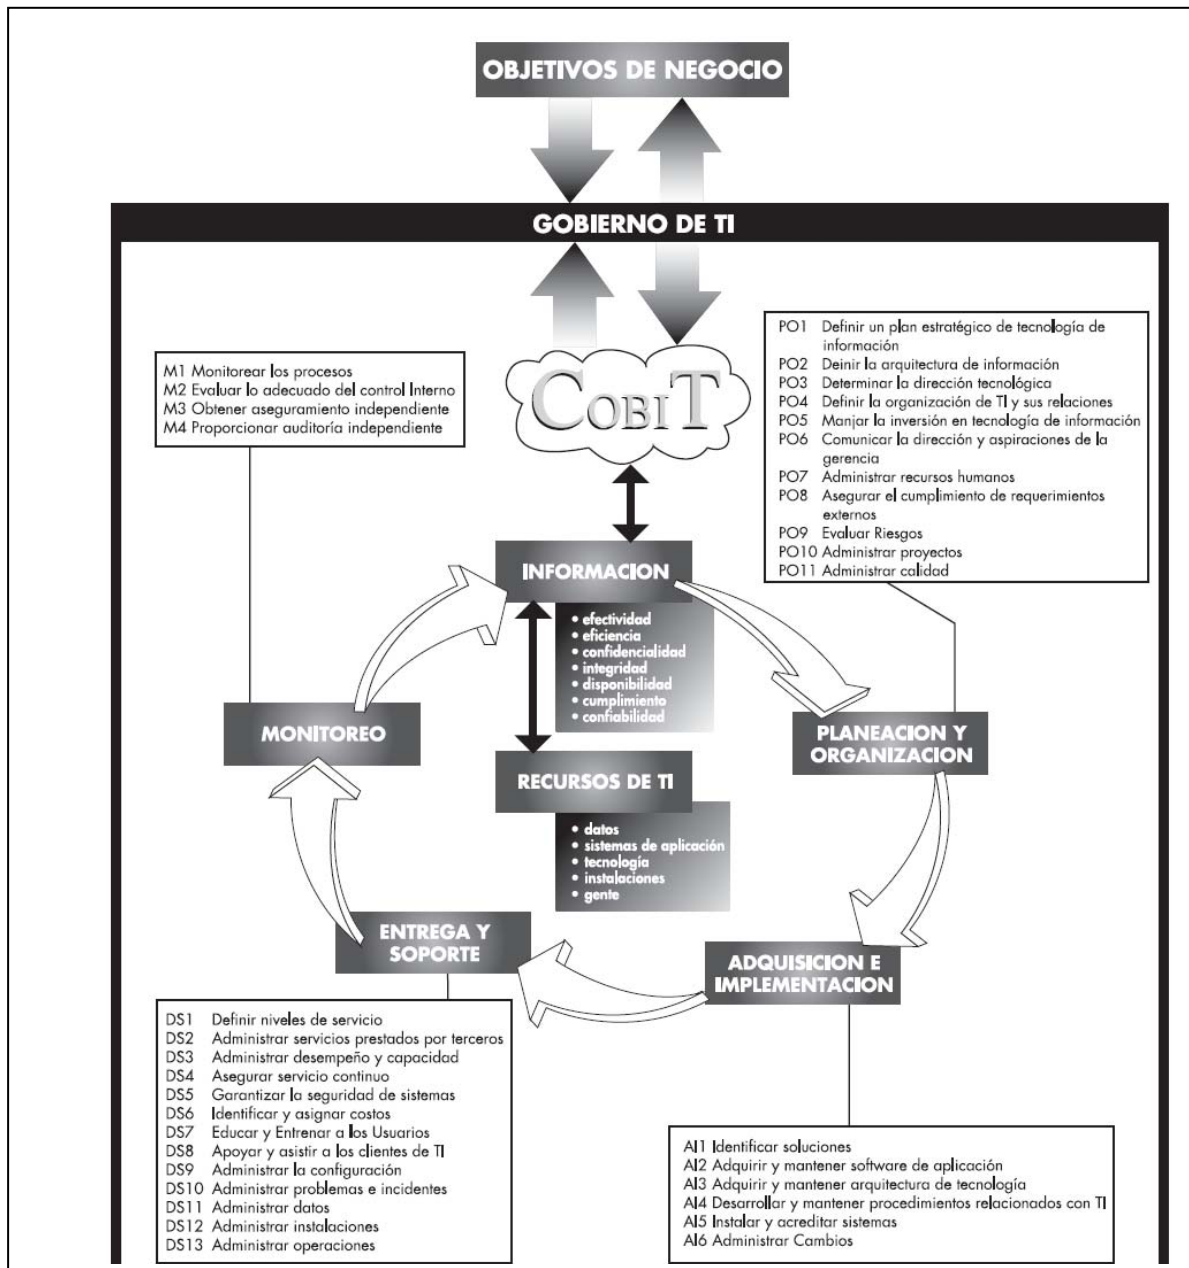 OBJETIVOS DE NEGOCIO
GOBIERNO DE TI
COBIT
M1 Monitorear los procesos
M2 Evaluar lo adecuado del control Interno
M3 Obtener aseguramiento independiente
M4 Proporcionar auditoría independiente
PO1 Definir un plan estratégico de tecnología de
información
PO2 Deinir la arquitectura de información
PO3 Determinar la dirección tecnológica
PO4 Definir la organización de TI y sus relaciones
PO5 Manjar la inversión en tecnología de información
PO6 Comunicar la dirección y aspiraciones de la
gerencia
PO7 Administrar recursos humanos
PO8 Asegurar el cumplimiento de requerimientos
externos
PO9 Evaluar Riesgos
PO10 Administrar proyectos
PO11 Administrar calidad
INFORMACION
• efectividad
• eficiencia
• confidencialidad
• integridad
• disponibilidad
• cumplimiento
• confiabilidad
MONITOREO
PLANEACION Y
ORGANIZACION
RECURSOS DE TI
• datos
• sistemas de aplicación
• tecnología
• instalaciones
• gente
ENTREGA Y
SOPORTE
ADQUISICION E
IMPLEMENTACION
DS1 Definir niveles de servicio
DS2 Administrar servicios prestados por terceros
DS3 Administrar desempeño y capacidad
DS4 Asegurar servicio continuo
DS5 Garantizar la seguridad de sistemas
DS6 Identificar y asignar costos
DS7 Educar y Entrenar a los Usuarios
DS8 Apoyar y asistir a los clientes de TI
DS9 Administrar la configuración
DS10 Administrar problemas e incidentes
DS11 Administrar datos
DS12 Administrar instalaciones
DS13 Administrar operaciones
AI1 Identificar soluciones
AI2 Adquirir y mantener software de aplicación
AI3 Adquirir y mantener arquitectura de tecnología
AI4 Desarrollar y mantener procedimientos relacionados con TI
AI5 Instalar y acreditar sistemas
AI6 Administrar Cambios